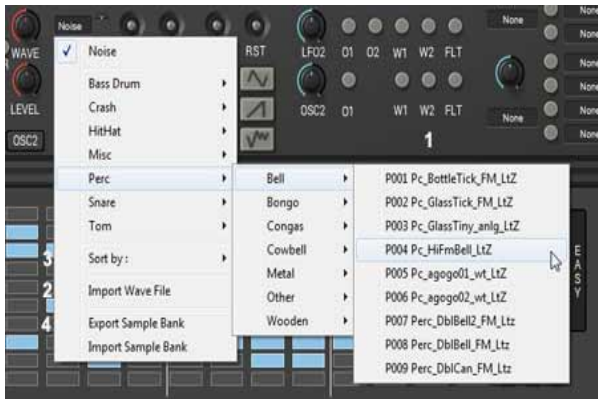 Noise
None
None
None
WAVE
RST
LFO2 O1 O2 W1 W2 FLT
None
None
LEVEL
OSC2 O1 W1 W2 FLT
None
None
OSC2
1
Noise
Bass Drum
Crash
HitHat
Misc
Perc
Snare
Tom
Sort by :
Import Wave File
Export Sample Bank
Import Sample Bank
Bell
Bongo
Congas
Cowbell
Metal
Other
Wooden
P001 Pc_BottleTick_FM_LtZ
P002 Pc_GlassTick_FM_LtZ
P003 Pc_GlassTiny_anlg_LtZ
P004 Pc_HiFmBell_LtZ
P005 Pc_agogo01_wt_LtZ
P006 Pc_agogo02_wt_LtZ
P007 Perc_DblBell2_FM_Ltz
P008 Perc_DblBell_FM_Ltz
P009 Perc_DblCan_FM_Ltz
3
2
4
EASY